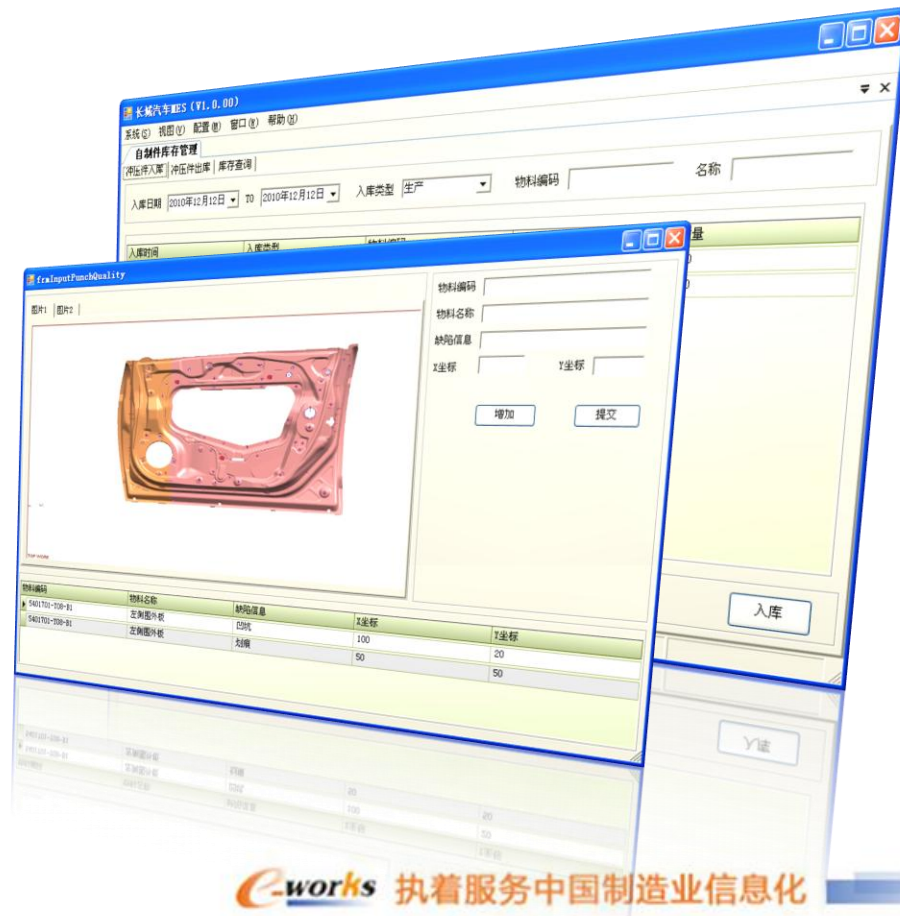 长城汽车MES (V1.0.00)
系统(S) 视图(V) 配置(M) 窗口(W) 帮助(H)
自制件库存管理
冲压件入库 冲压件出库 库存查询
入库日期 2010年12月12日 TO 2010年12月12日 入库类型 生产 物料编码 名称
入库时间 入库类型 物料编码 量
frmInputPunchQuality
图片1 图片2
物料编码
物料名称
缺陷信息
X坐标 Y坐标
增加 提交
物料编码 物料名称 缺陷信息 X坐标 Y坐标
左侧围外板 凹坑 100 20
左侧围外板 划痕 50 50
入库
e-works 执着服务中国制造业信息化